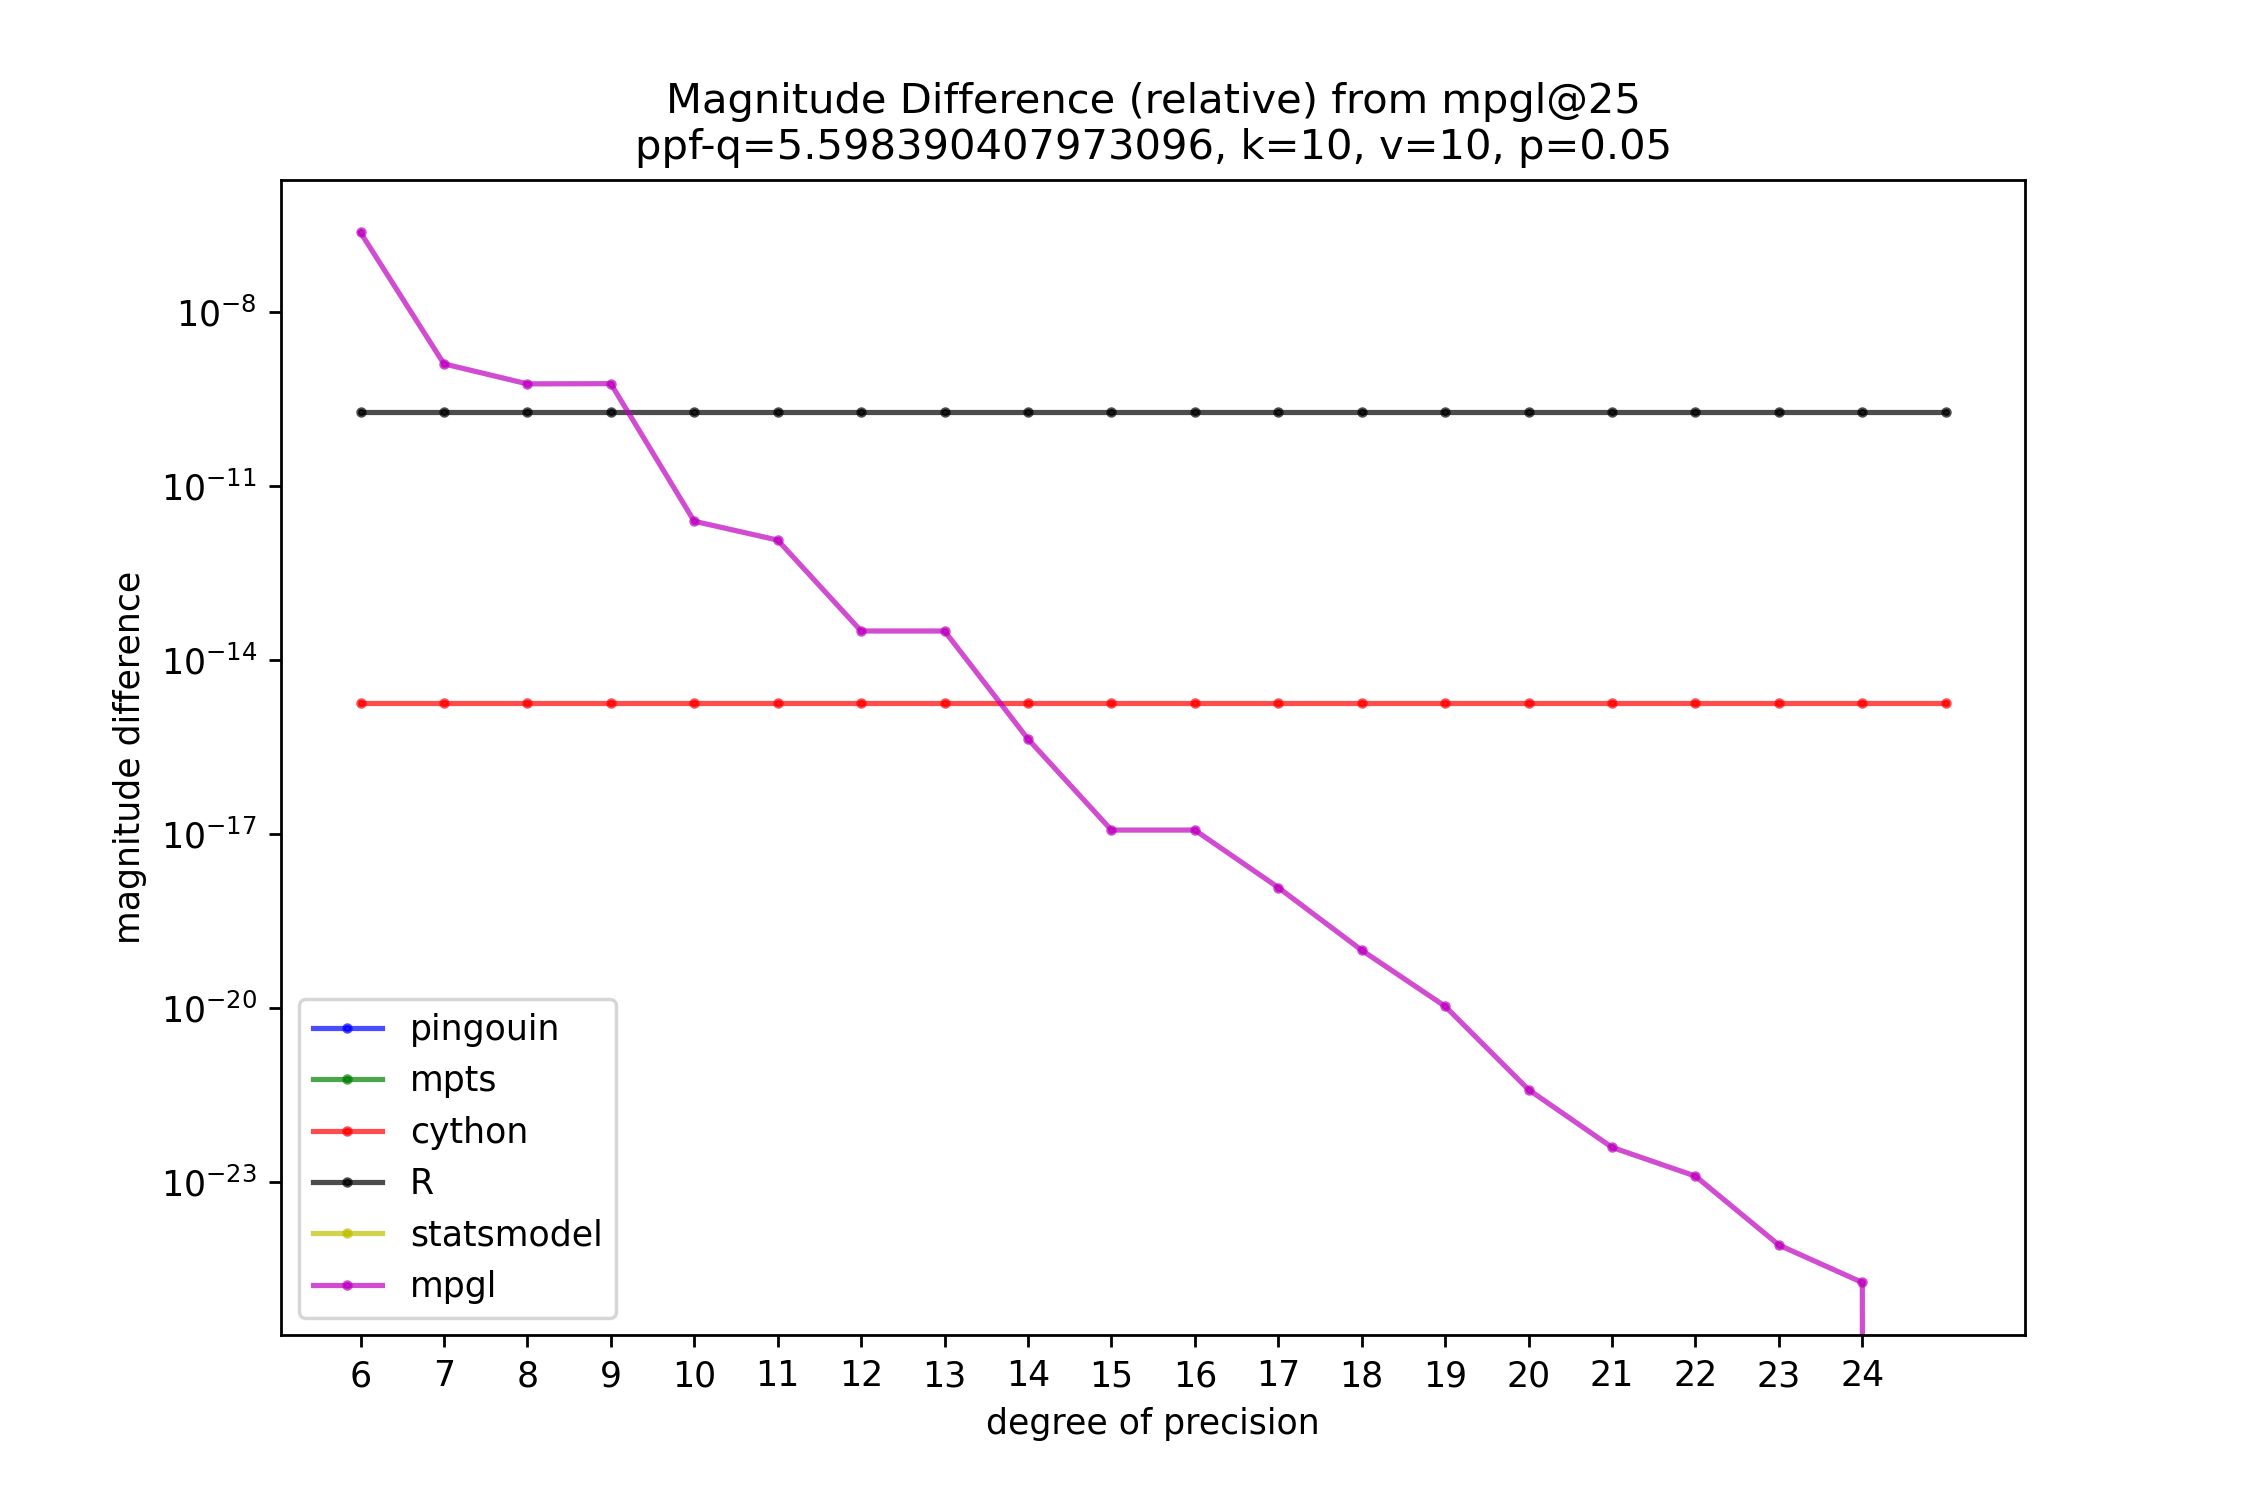 Magnitude Difference (relative) from mpgl@25
ppf-q=5.598390407973096, k=10, v=10, p=0.05
magnitude difference
10⁻⁸
10⁻¹¹
10⁻¹⁴
10⁻¹⁷
10⁻²⁰
10⁻²³
pingouin
mpts
cython
R
statsmodel
mpgl
6 7 8 9 10 11 12 13 14 15 16 17 18 19 20 21 22 23 24
degree of precision